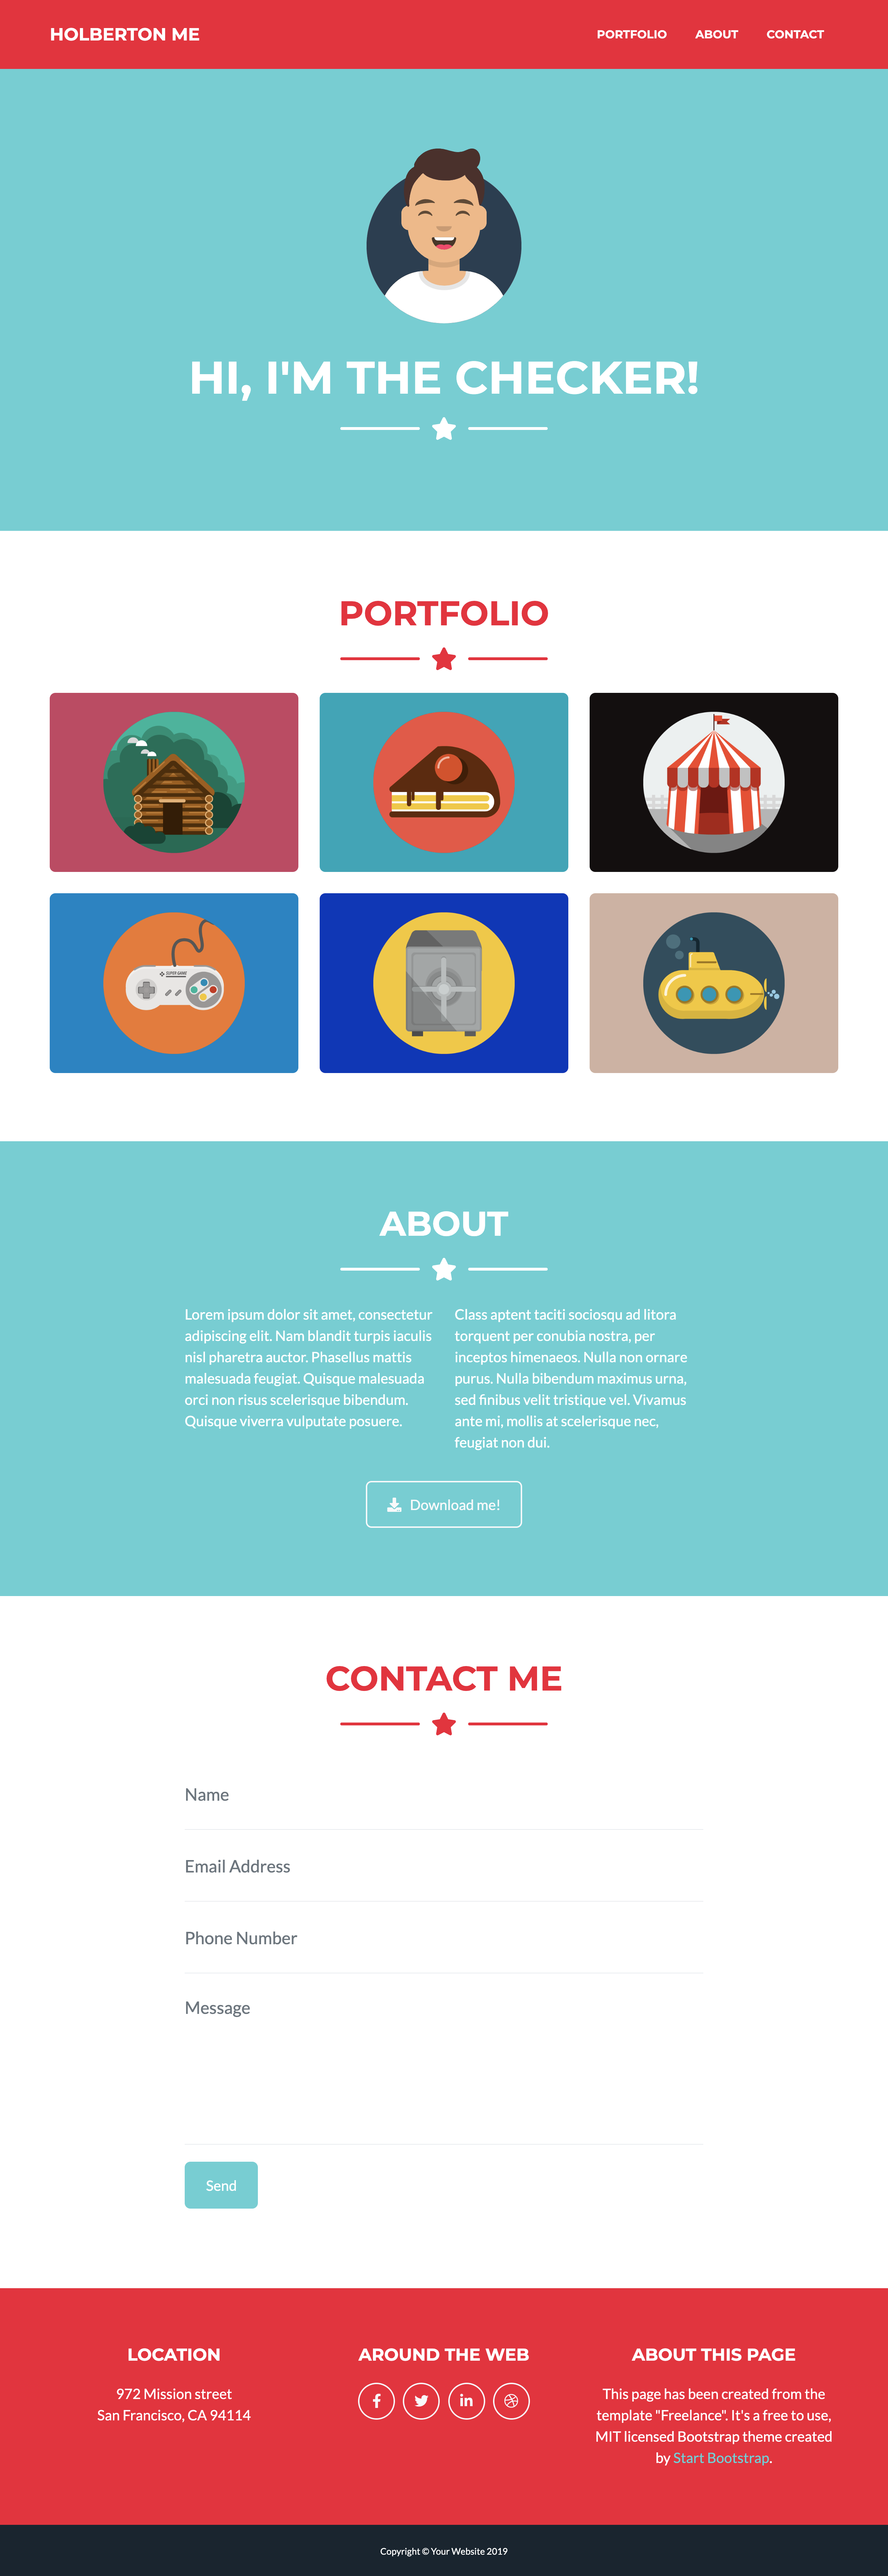 HOLBERTON ME
PORTFOLIO ABOUT CONTACT
HI, I'M THE CHECKER!
PORTFOLIO
SUPER GAME
ABOUT
Lorem ipsum dolor sit amet, consectetur
adipiscing elit. Nam blandit turpis iaculis
nisl pharetra auctor. Phasellus mattis
malesuada feugiat. Quisque malesuada
orci non risus scelerisque bibendum.
Quisque viverra vulputate posuere.
Class aptent taciti sociosqu ad litora
torquent per conubia nostra, per
inceptos himenaeos. Nulla non ornare
purus. Nulla bibendum maximus urna,
sed finibus velit tristique vel. Vivamus
ante mi, mollis at scelerisque nec,
feugiat non dui.
Download me!
CONTACT ME
Name
Email Address
Phone Number
Message
Send
LOCATION
972 Mission street
San Francisco, CA 94114
AROUND THE WEB
ABOUT THIS PAGE
This page has been created from the
template "Freelance". It's a free to use,
MIT licensed Bootstrap theme created
by Start Bootstrap.
Copyright © Your Website 2019